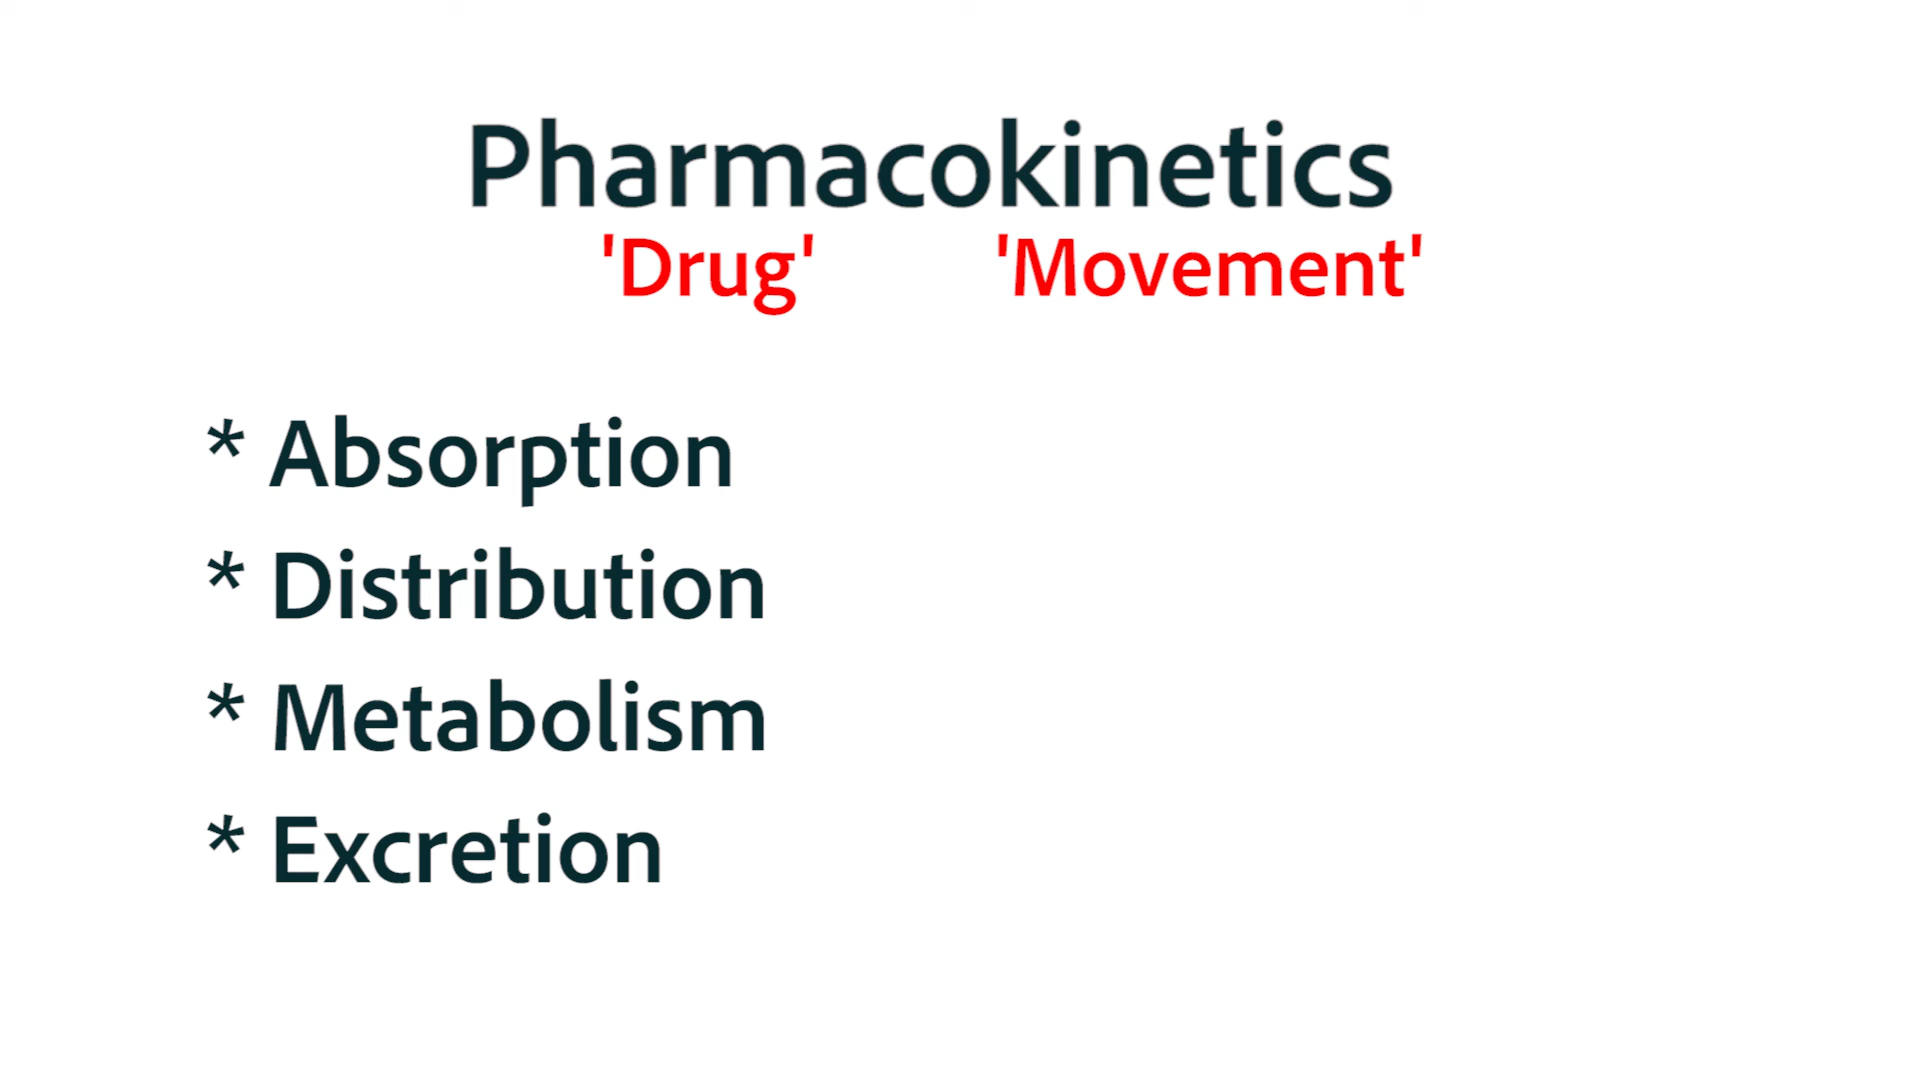 Pharmacokinetics
'Drug' 'Movement'
* Absorption
* Distribution
* Metabolism
* Excretion